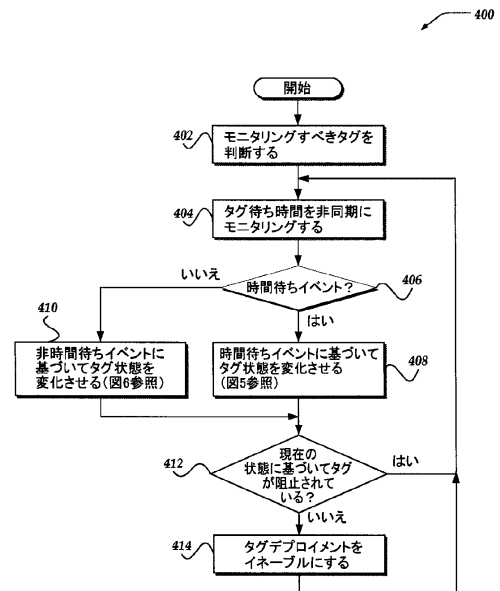 400
開始
402
モニタリングすべきタグを
判断する
404
タグ待ち時間を非同期に
モニタリングする
いいえ
時間待ちイベント?
406
はい
410
非時間待ちイベントに
基づいてタグ状態を
変化させる(図6参照)
時間待ちイベントに基づいて
タグ状態を変化させる
(図5参照)
408
412
現在の
状態に基づいてタグ
が阻止されて
いる?
はい
いいえ
414
タグデプロイメントを
イネーブルにする